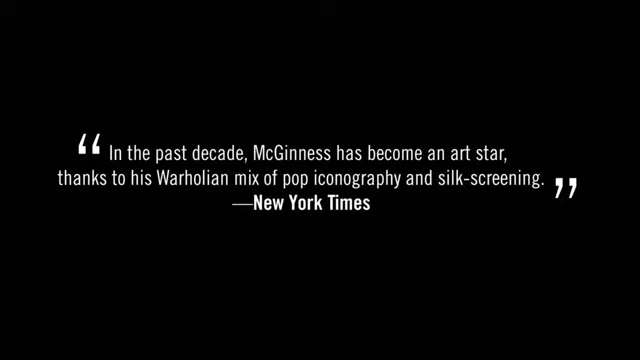 “ In the past decade, McGinness has become an art star,
thanks to his Warholian mix of pop iconography and silk-screening. ”
—New York Times